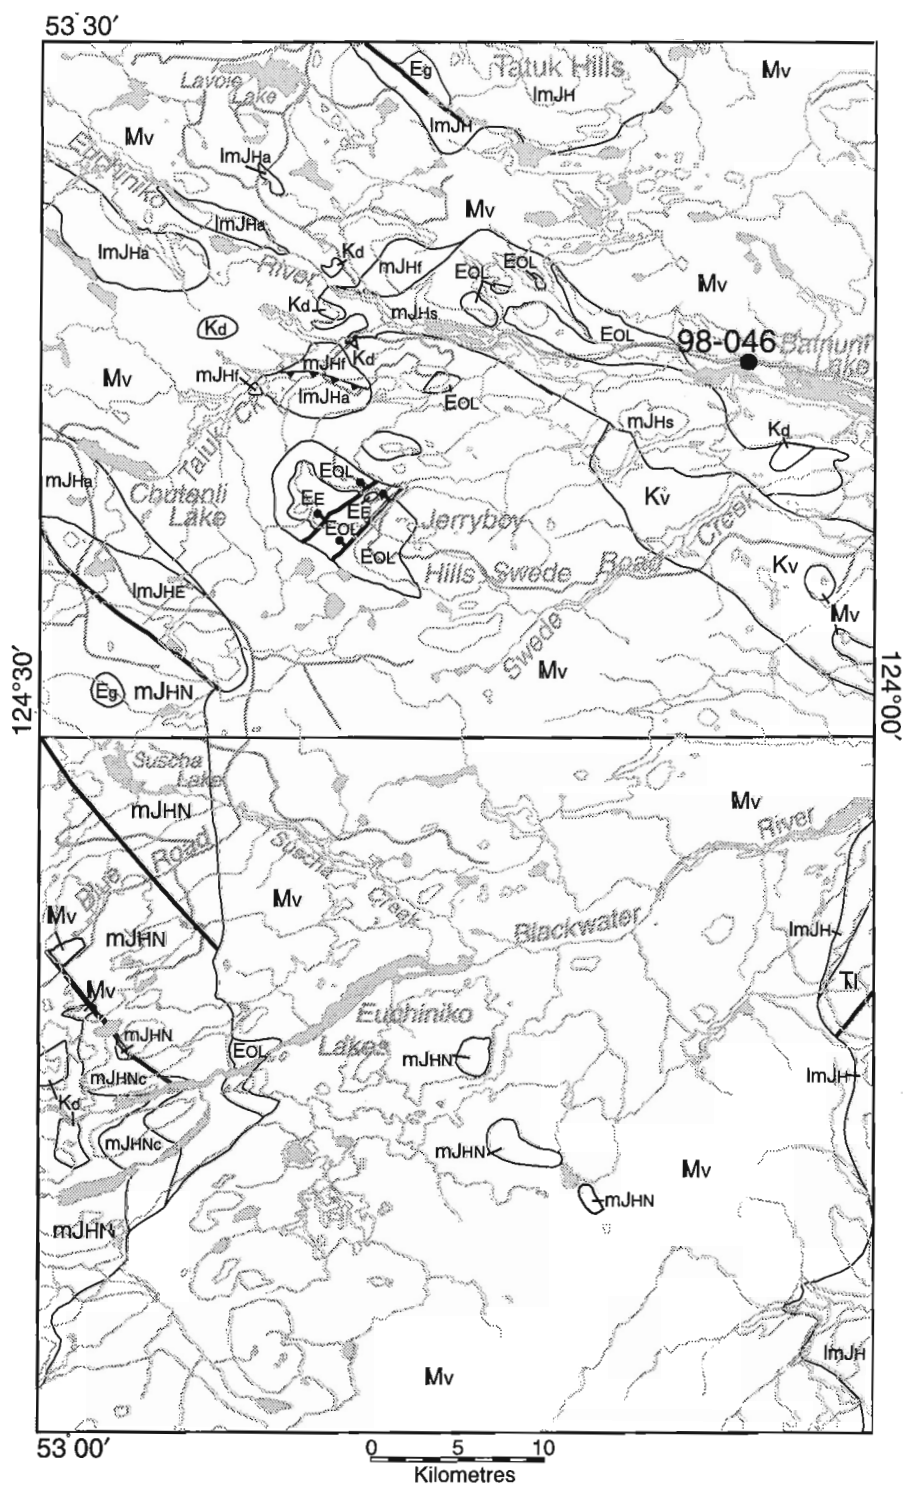 53°30'
Lavoie
Lake
Eg
Tatuk Hills
lmJH
Mv
lmJH
Mv
Euchiniko
lmJHa
lmJHa
Mv
lmJHa
River
Kd
mJHf
EOL
EOL
Mv
Kd
mJHs
Kd
EOL
98-046
Batnuni
Lake
Mv
mJHf
mJHf
Kd
lmJHa
EOL
Taluk Ck
mJHs
Kd
mJHa
Chutanli
Lake
EOL
EE
EE
EOL
EOL
Jerryboy
Hills
Kv
Creek
Swede Road
Kv
lmJHE
Swede
Mv
Mv
Eg
mJHN
124°30'
124°00'
Suscha
Lake
mJHN
Mv
River
Blue Road
Suscha
Creek
Mv
Mv
mJHN
Blackwater
lmJH
Mv
TI
Euchiniko
Lakes
mJHN
EOL
mJHN
mJHNc
lmJH
Kd
mJHNc
mJHN
Mv
mJHN
mJHN
lmJH
Mv
53°00'
0 5 10
Kilometres